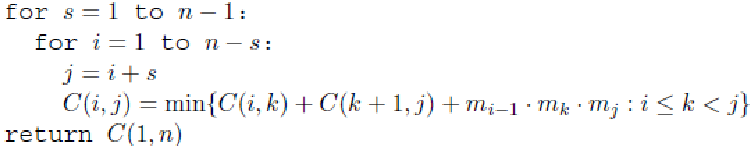 for s = 1 to n − 1:
for i = 1 to n − s:
j = i + s
C(i, j) = min{C(i, k) + C(k + 1, j) + m_{i−1} · m_k · m_j : i ≤ k < j}
return C(1, n)